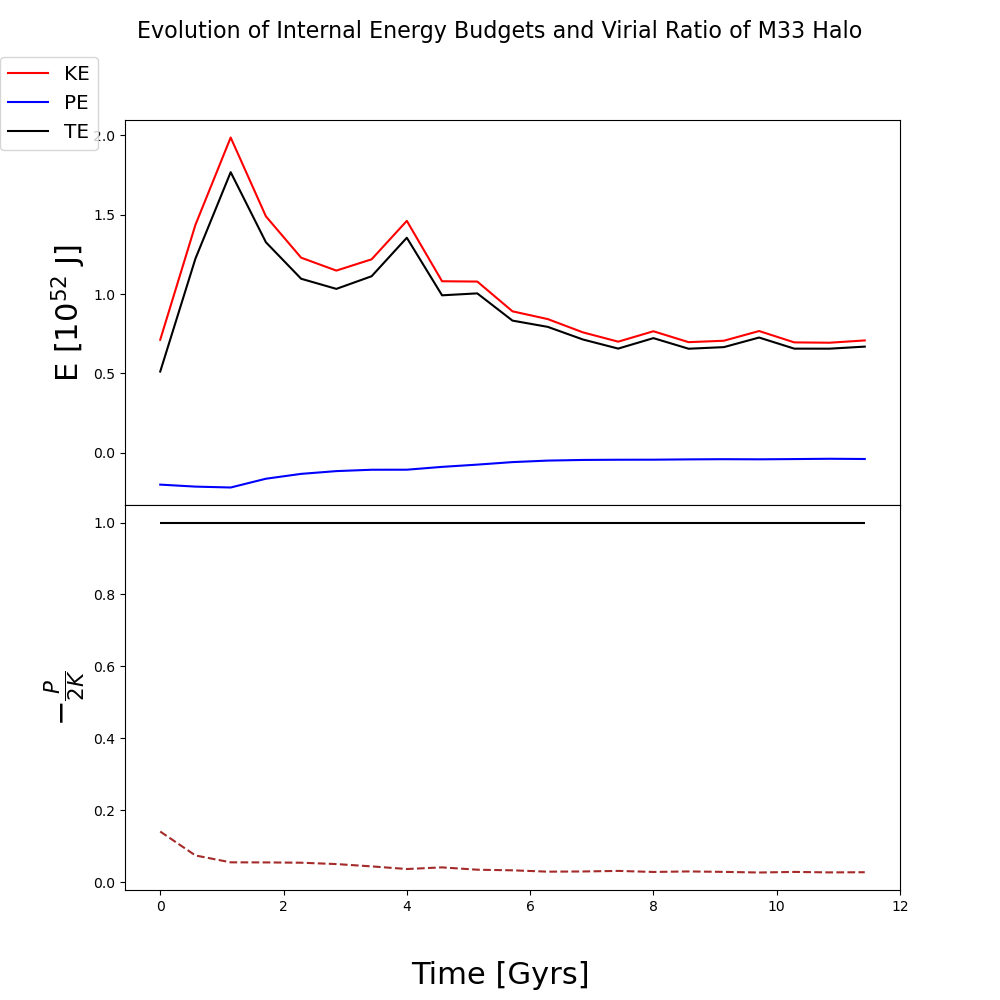 Evolution of Internal Energy Budgets and Virial Ratio of M33 Halo
KE
PE
TE
2.0
1.5
1.0
0.5
0.0
E [10^52 J]
1.0
0.8
0.6
0.4
0.2
0.0
−P/2K
0 2 4 6 8 10 12
Time [Gyrs]